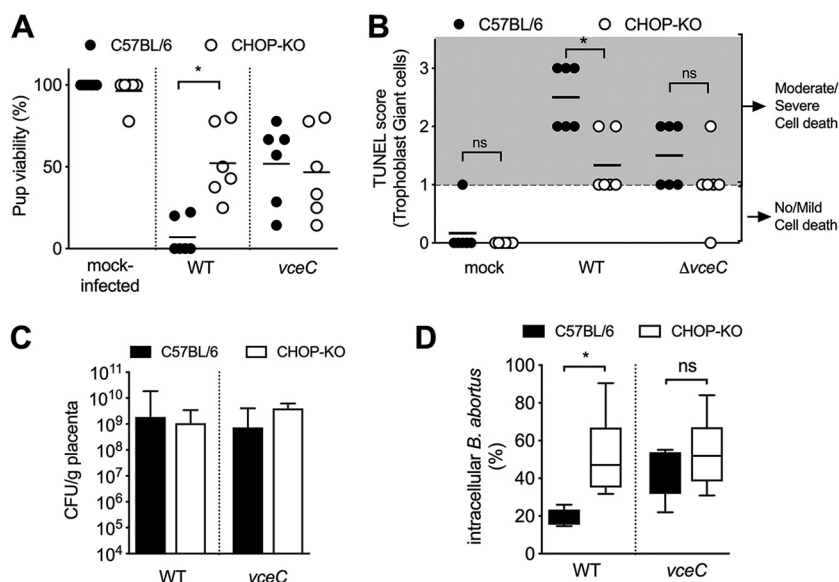 A
C57BL/6 CHOP-KO
Pup viability (%)
100
50
0
*
mock-
infected
WT
vceC
B
C57BL/6 CHOP-KO
TUNEL score
(Trophoblast Giant cells)
3
2
1
0
ns
*
ns
mock
WT
ΔvceC
Moderate/
Severe
Cell death
No/Mild
Cell death
C
C57BL/6 CHOP-KO
CFU/g placenta
10¹¹
10¹⁰
10⁹
10⁸
10⁷
10⁶
10⁵
10⁴
WT
vceC
D
C57BL/6 CHOP-KO
intracellular B. abortus
(%)
100
80
60
40
20
0
*
ns
WT
vceC